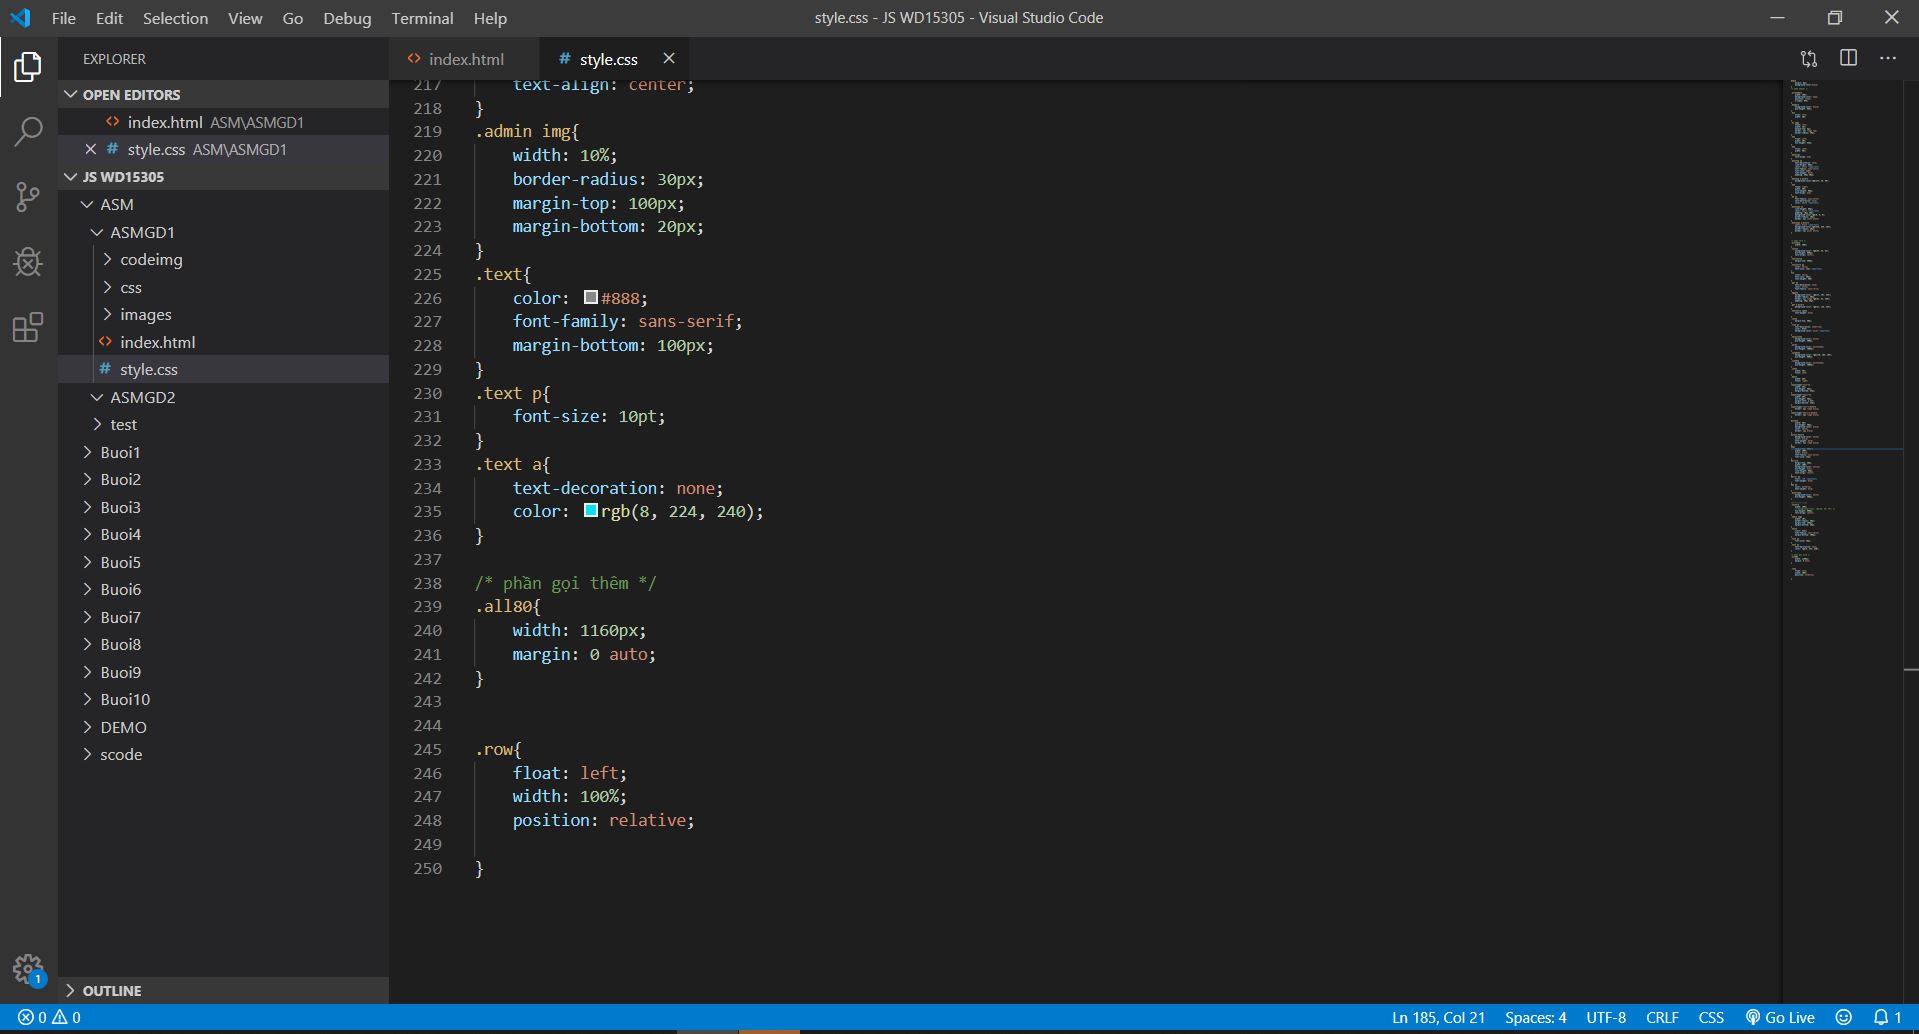 File Edit Selection View Go Debug Terminal Help
style.css - JS WD15305 - Visual Studio Code
EXPLORER
OPEN EDITORS
index.html ASM\ASMGD1
style.css ASM\ASMGD1
JS WD15305
ASM
ASMGD1
codeimg
css
images
index.html
style.css
ASMGD2
test
Buoi1
Buoi2
Buoi3
Buoi4
Buoi5
Buoi6
Buoi7
Buoi8
Buoi9
Buoi10
DEMO
scode
OUTLINE
index.html
style.css
217 text-align: center;
218 }
219 .admin img{
220 width: 10%;
221 border-radius: 30px;
222 margin-top: 100px;
223 margin-bottom: 20px;
224 }
225 .text{
226 color: #888;
227 font-family: sans-serif;
228 margin-bottom: 100px;
229 }
230 .text p{
231 font-size: 10pt;
232 }
233 .text a{
234 text-decoration: none;
235 color: rgb(8, 224, 240);
236 }
237
238 /* phần gọi thêm */
239 .all80{
240 width: 1160px;
241 margin: 0 auto;
242 }
243
244
245 .row{
246 float: left;
247 width: 100%;
248 position: relative;
249
250 }
1
0 0
Ln 185, Col 21 Spaces: 4 UTF-8 CRLF CSS Go Live 1